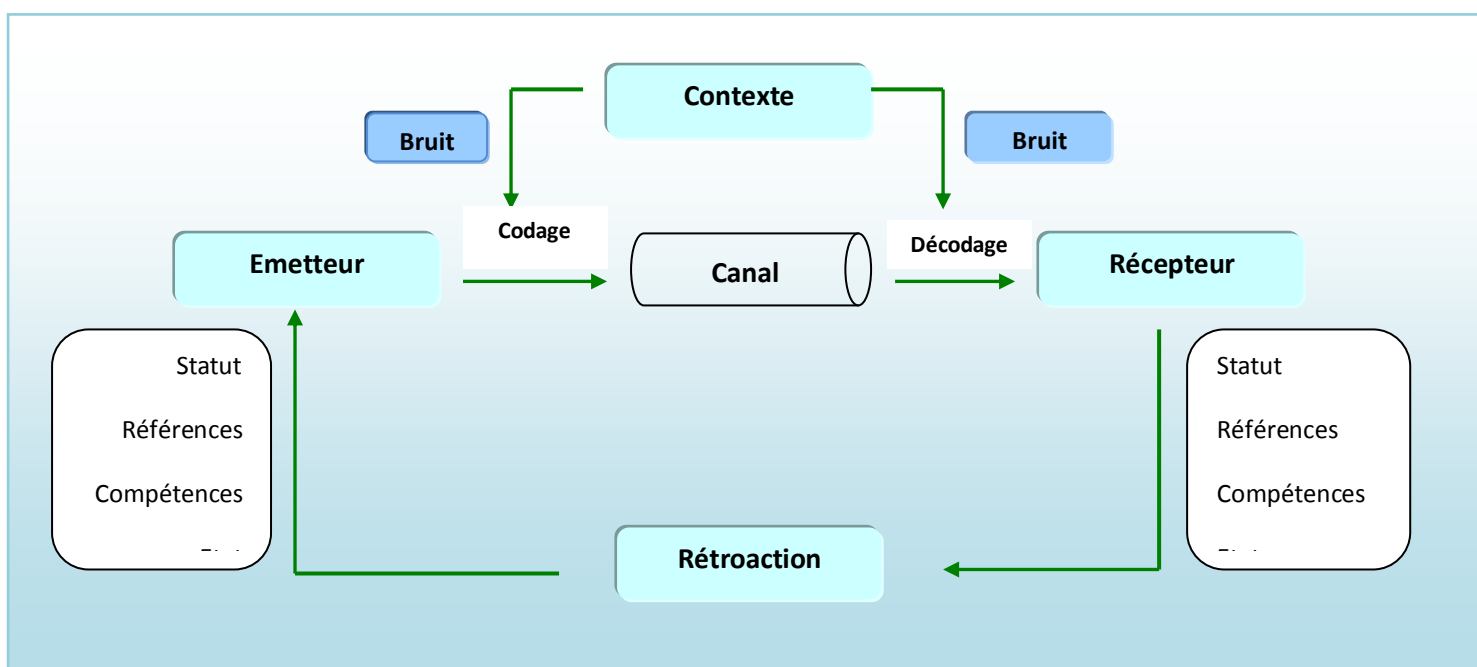 Contexte
Bruit
Bruit
Codage
Décodage
Emetteur
Canal
Récepteur
Statut
Références
Compétences
Statut
Références
Compétences
Rétroaction